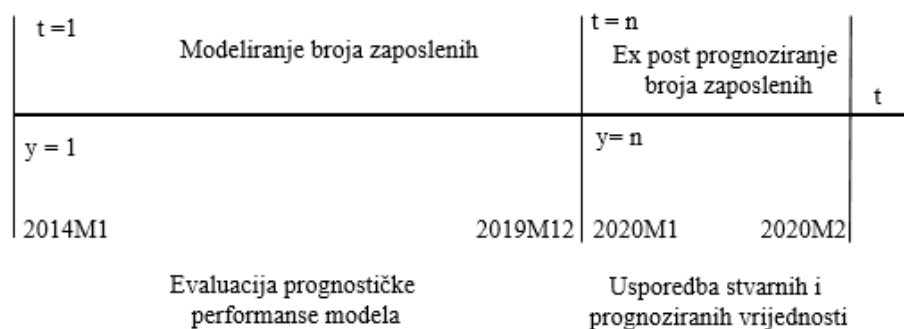 t =1
Modeliranje broja zaposlenih
t = n
Ex post prognoziranje
broja zaposlenih
t
y = 1
y= n
2014M1
2019M12
2020M1
2020M2
Evaluacija prognostičke
performanse modela
Usporedba stvarnih i
prognoziranih vrijednosti